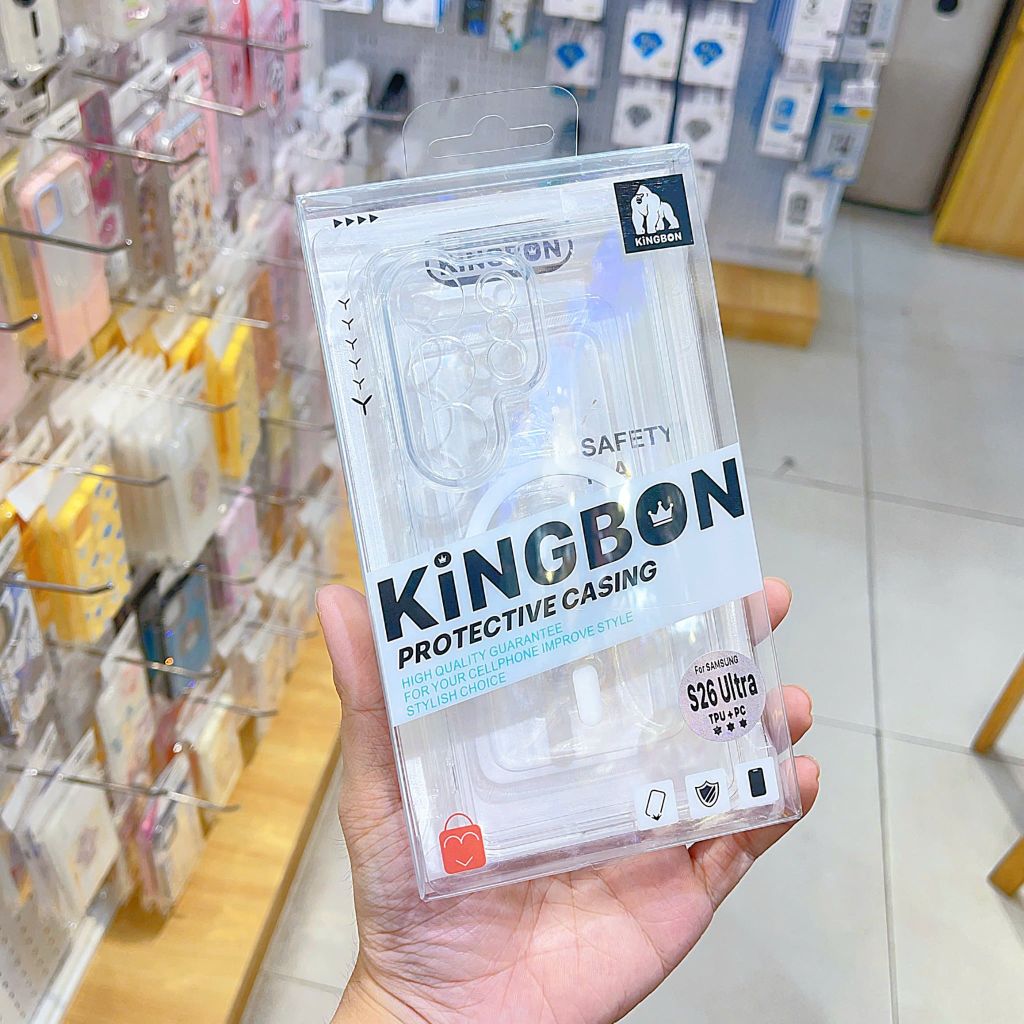 KiNGBON
KINGBON
SAFETY
KiNGBON
PROTECTIVE CASING
HIGH QUALITY GUARANTEE
FOR YOUR CELLPHONE IMPROVE STYLE
STYLISH CHOICE
For SAMSUNG
S26 Ultra
TPU + PC